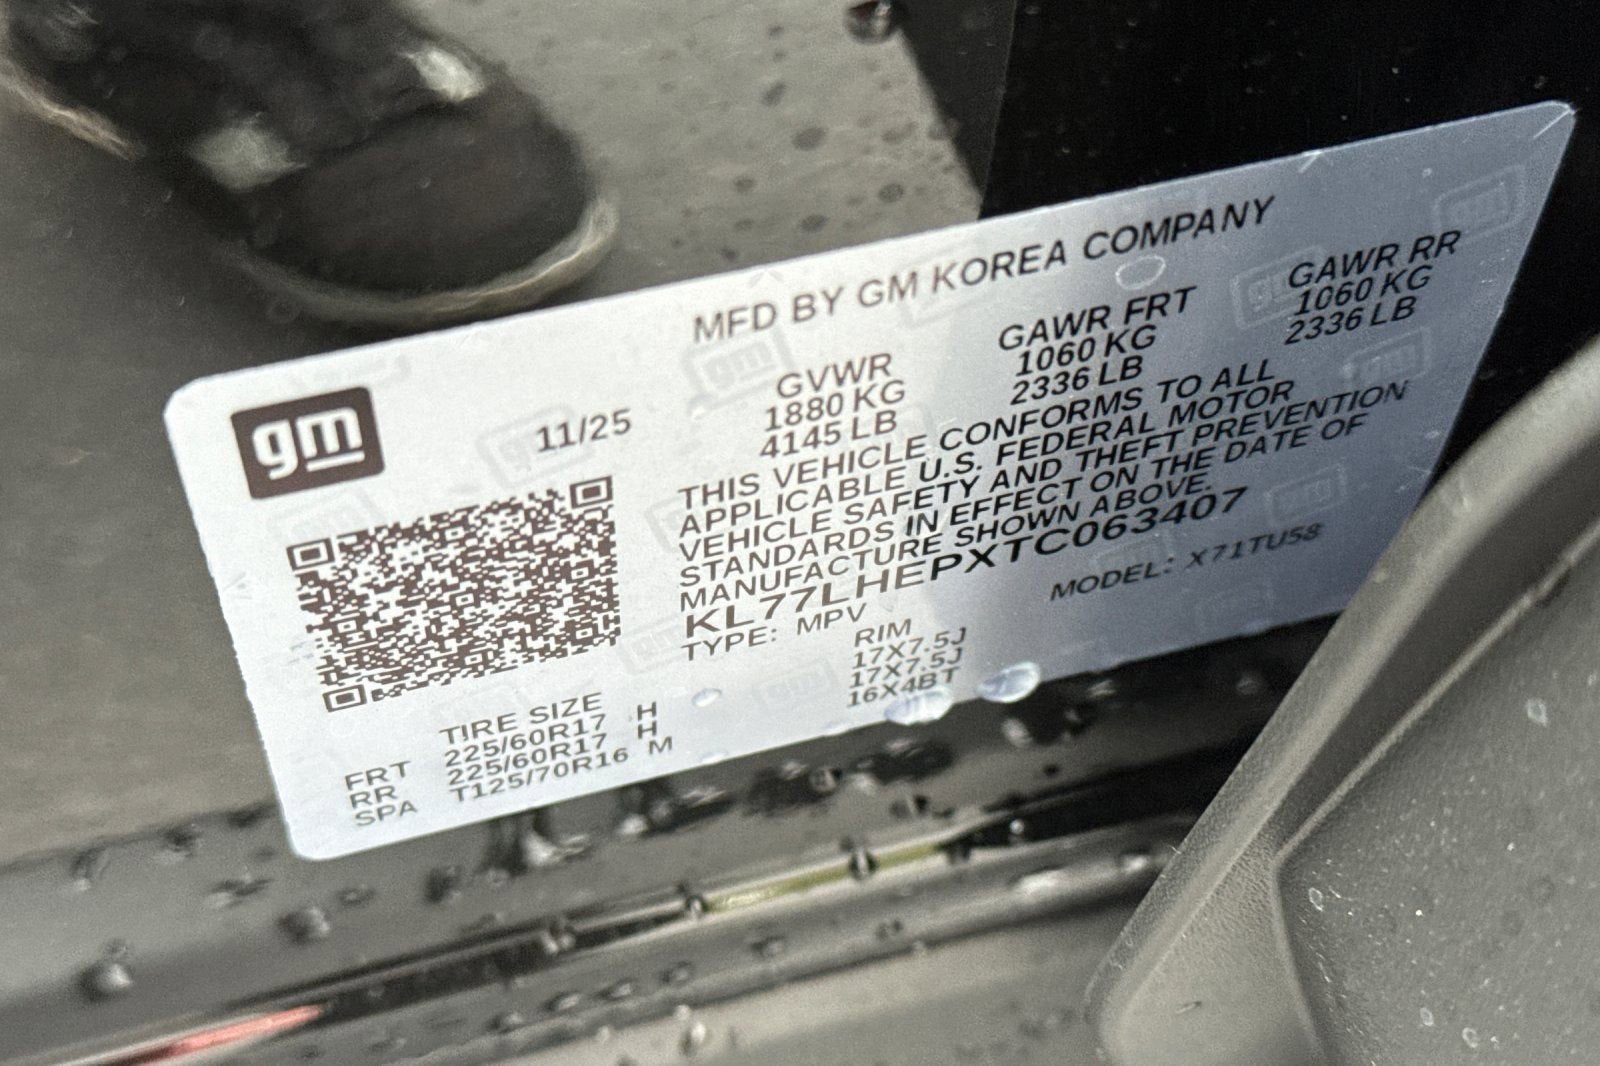 MFD BY GM KOREA COMPANY
gm
11/25
GVWR GAWR FRT GAWR RR
1880 KG 1060 KG 1060 KG
4145 LB 2336 LB 2336 LB
THIS VEHICLE CONFORMS TO ALL
APPLICABLE U.S. FEDERAL MOTOR
VEHICLE SAFETY AND THEFT PREVENTION
STANDARDS IN EFFECT ON THE DATE OF
MANUFACTURE SHOWN ABOVE.
KL77LHEPXTC063407
TYPE: MPV MODEL: X71TU58
TIRE SIZE RIM
FRT 225/60R17 H 17X7.5J
RR 225/60R17 H 17X7.5J
SPA T125/70R16 M 16X4BT